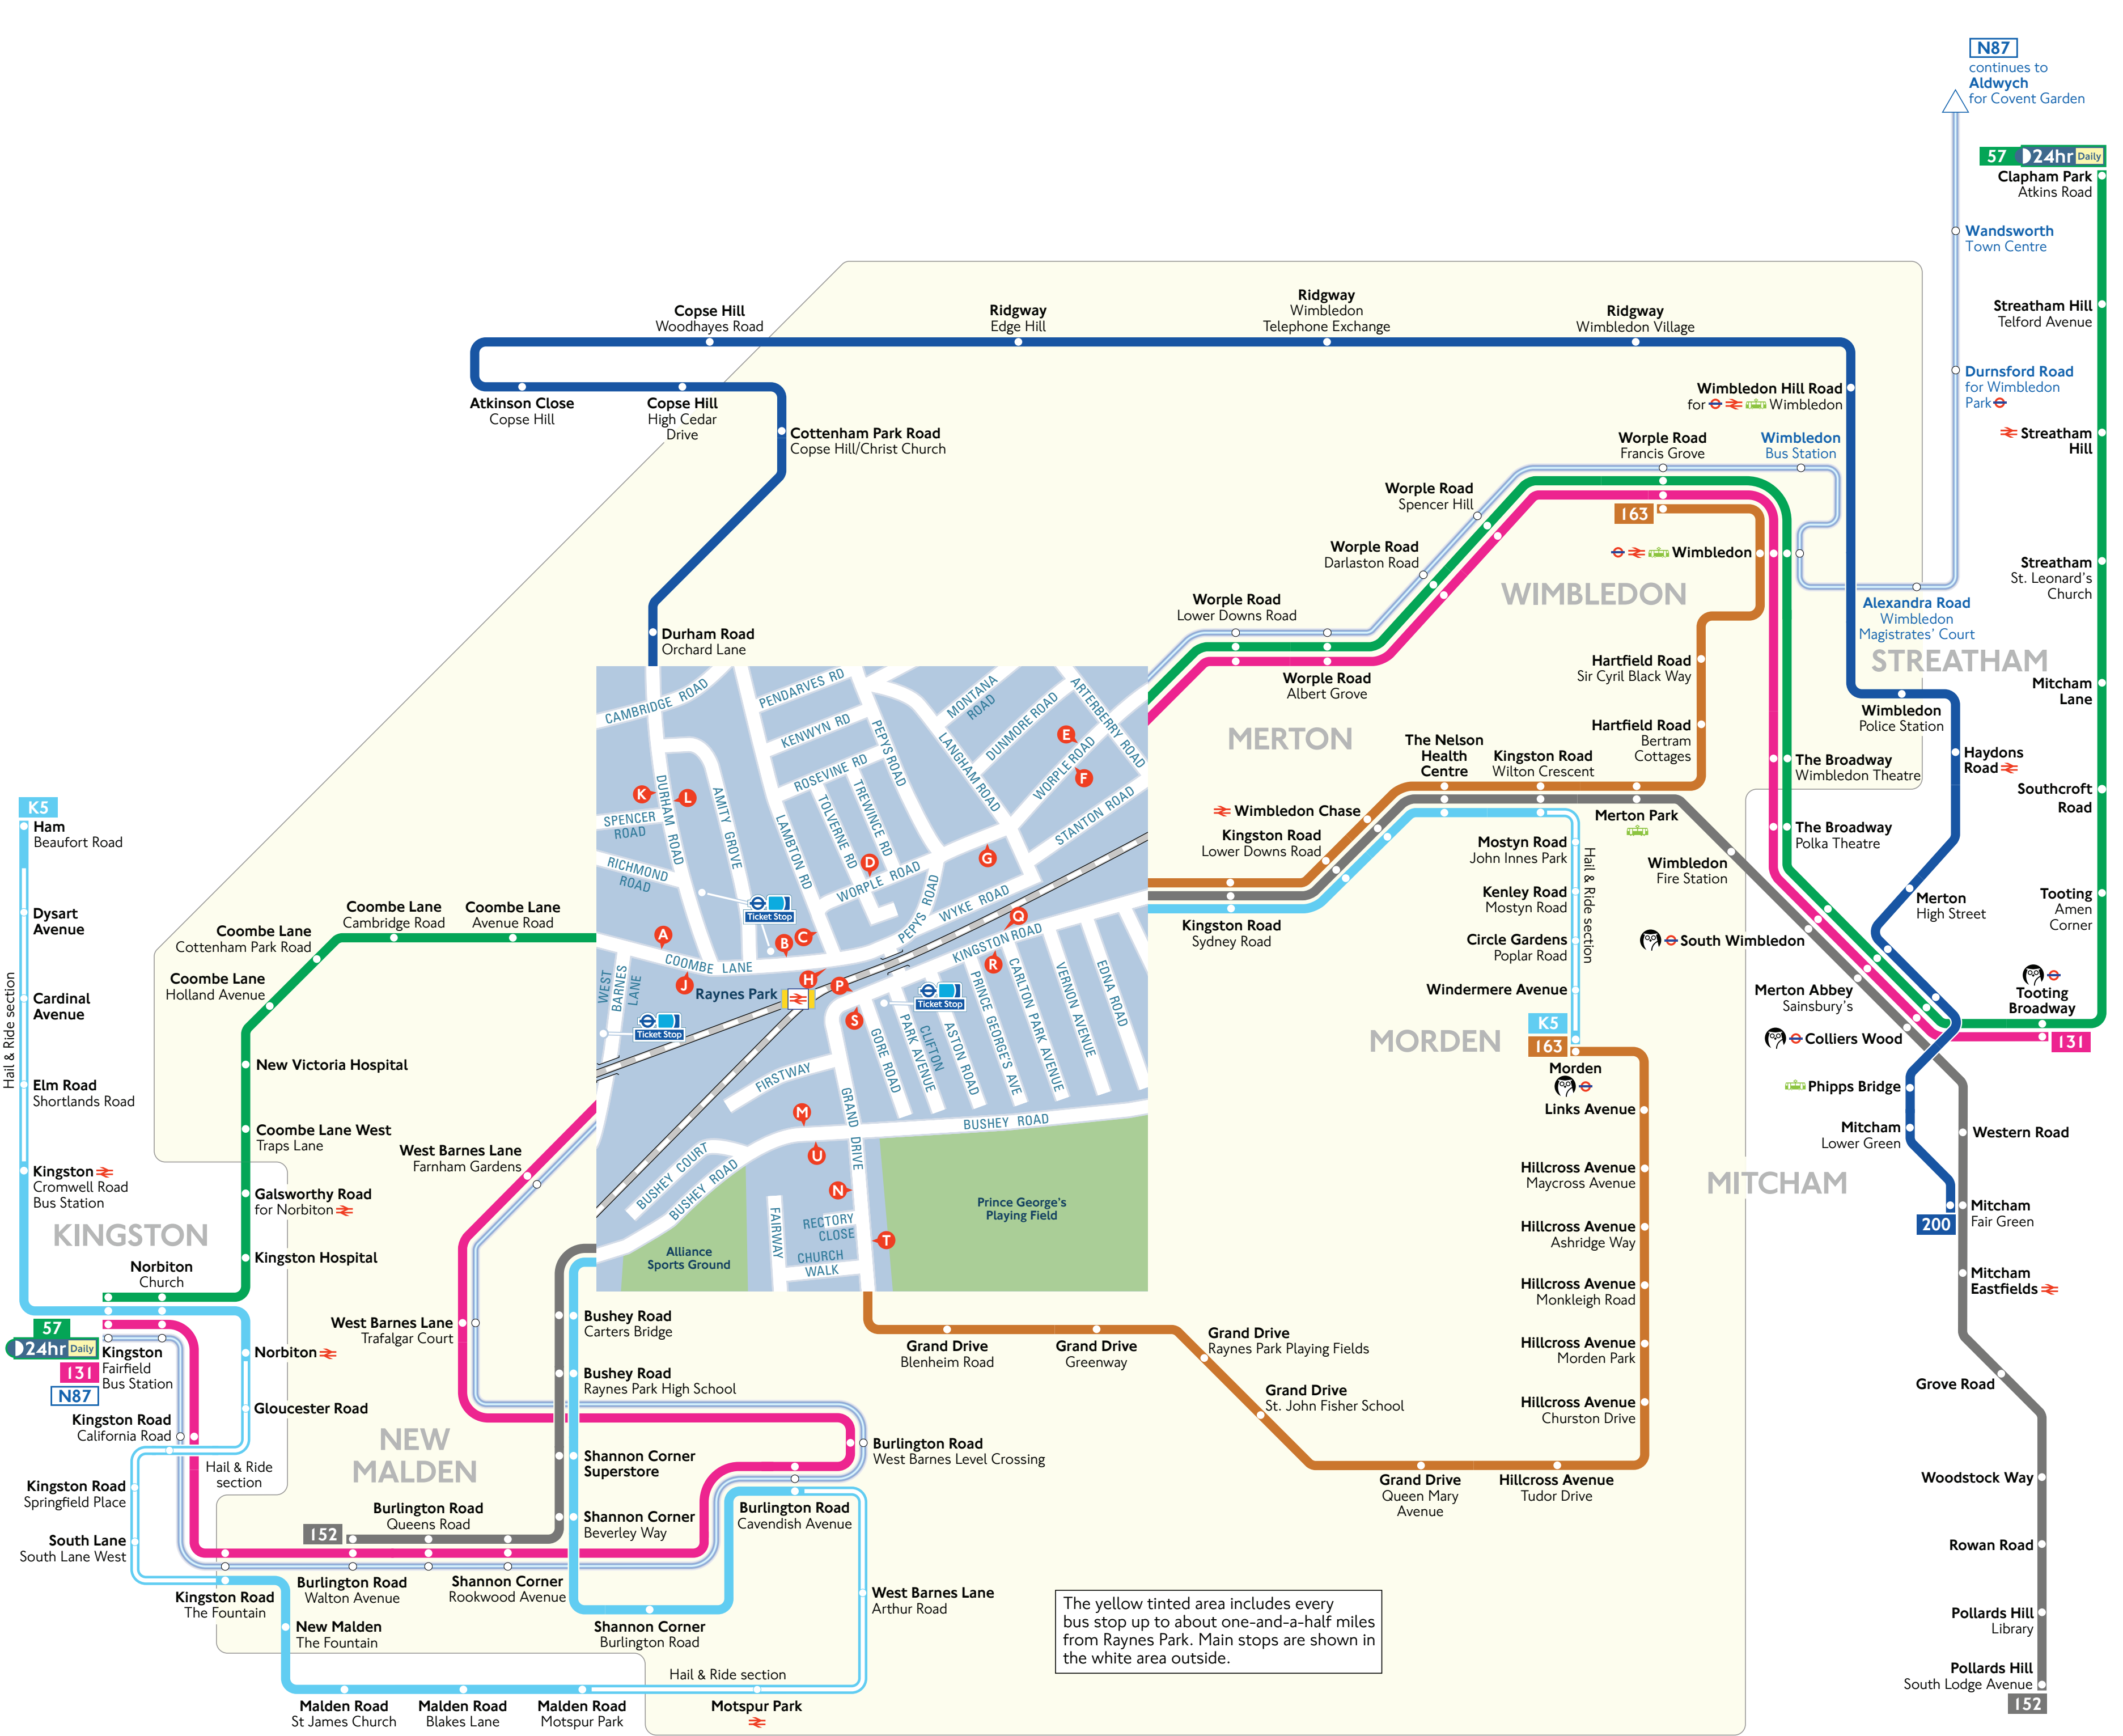 N87
continues to
Aldwych
for Covent Garden
57 24hr Daily
Clapham Park
Atkins Road
Wandsworth
Town Centre
Streatham Hill
Telford Avenue
Durnsford Road
for Wimbledon
Park
Streatham
Hill
Streatham
St. Leonard's
Church
STREATHAM
Mitcham
Lane
Southcroft
Road
Tooting
Amen
Corner
Tooting
Broadway
131
Copse Hill
Woodhayes Road
Ridgway
Edge Hill
Ridgway
Wimbledon
Telephone Exchange
Ridgway
Wimbledon Village
Atkinson Close
Copse Hill
Copse Hill
High Cedar
Drive
Cottenham Park Road
Copse Hill/Christ Church
Durham Road
Orchard Lane
Wimbledon Hill Road
for Wimbledon
Worple Road
Francis Grove
Wimbledon
Bus Station
Worple Road
Spencer Hill
163
Worple Road
Darlaston Road
Wimbledon
WIMBLEDON
Worple Road
Lower Downs Road
Alexandra Road
Wimbledon
Magistrates' Court
Worple Road
Albert Grove
Hartfield Road
Sir Cyril Black Way
Wimbledon
Police Station
MERTON
Hartfield Road
Bertram
Cottages
The Broadway
Wimbledon Theatre
Haydons
Road
The Nelson
Health
Centre
Kingston Road
Wilton Crescent
Wimbledon Chase
Merton Park
The Broadway
Polka Theatre
Kingston Road
Lower Downs Road
Mostyn Road
John Innes Park
Wimbledon
Fire Station
Kenley Road
Mostyn Road
Merton
High Street
Kingston Road
Sydney Road
Circle Gardens
Poplar Road
Hail & Ride section
South Wimbledon
Windermere Avenue
Merton Abbey
Sainsbury's
MORDEN
K5
163
Morden
Colliers Wood
Phipps Bridge
Links Avenue
Mitcham
Lower Green
Western Road
Hillcross Avenue
Maycross Avenue
MITCHAM
200
Mitcham
Fair Green
Hillcross Avenue
Ashridge Way
Mitcham
Eastfields
Hillcross Avenue
Monkleigh Road
Hillcross Avenue
Morden Park
Grove Road
Hillcross Avenue
Churston Drive
Woodstock Way
Rowan Road
Pollards Hill
Library
Pollards Hill
South Lodge Avenue
152
CAMBRIDGE ROAD
PENDARVES RD
KENWYN RD
ROSEVINE RD
PEPYS ROAD
MONTANA
ROAD
DUNMORE ROAD
ARTERBERRY ROAD
LANGHAM ROAD
WORPLE ROAD
STANTON ROAD
E
F
K
L
DURHAM ROAD
AMITY GROVE
SPENCER
ROAD
RICHMOND
ROAD
LAMBTON RD
TOLVERNE RD
TREWINCE RD
D
G
WORPLE ROAD
PEPYS ROAD
WYKE ROAD
Ticket Stop
A
B
C
COOMBE LANE
WEST
BARNES
LANE
J
H
P
Raynes Park
Q
KINGSTON ROAD
R
Ticket Stop
Ticket Stop
S
GORE ROAD
PARK AVENUE
CLIFTON
ASTON ROAD
PRINCE GEORGE'S AVE
CARLTON PARK AVENUE
VERNON AVENUE
EDNA ROAD
FIRSTWAY
M
GRAND DRIVE
BUSHEY ROAD
U
BUSHEY COURT
BUSHEY ROAD
N
FAIRWAY
RECTORY
CLOSE
T
CHURCH
WALK
Alliance
Sports Ground
Prince George's
Playing Field
K5
Ham
Beaufort Road
Dysart
Avenue
Hail & Ride section
Cardinal
Avenue
Elm Road
Shortlands Road
Kingston
Cromwell Road
Bus Station
KINGSTON
Coombe Lane
Cambridge Road
Coombe Lane
Avenue Road
Coombe Lane
Cottenham Park Road
Coombe Lane
Holland Avenue
New Victoria Hospital
Coombe Lane West
Traps Lane
Galsworthy Road
for Norbiton
Kingston Hospital
Norbiton
Church
57
24hr Daily
131
N87
Kingston
Fairfield
Bus Station
Norbiton
Gloucester Road
Kingston Road
California Road
Hail & Ride
section
Kingston Road
Springfield Place
South Lane
South Lane West
Kingston Road
The Fountain
New Malden
The Fountain
NEW
MALDEN
West Barnes Lane
Farnham Gardens
West Barnes Lane
Trafalgar Court
Bushey Road
Carters Bridge
Bushey Road
Raynes Park High School
Shannon Corner
Superstore
Shannon Corner
Beverley Way
152
Burlington Road
Queens Road
Burlington Road
Walton Avenue
Shannon Corner
Rookwood Avenue
Shannon Corner
Burlington Road
Burlington Road
West Barnes Level Crossing
Burlington Road
Cavendish Avenue
West Barnes Lane
Arthur Road
Hail & Ride section
Malden Road
St James Church
Malden Road
Blakes Lane
Malden Road
Motspur Park
Motspur Park
Grand Drive
Blenheim Road
Grand Drive
Greenway
Grand Drive
Raynes Park Playing Fields
Grand Drive
St. John Fisher School
Grand Drive
Queen Mary
Avenue
Hillcross Avenue
Tudor Drive
The yellow tinted area includes every
bus stop up to about one-and-a-half miles
from Raynes Park. Main stops are shown in
the white area outside.